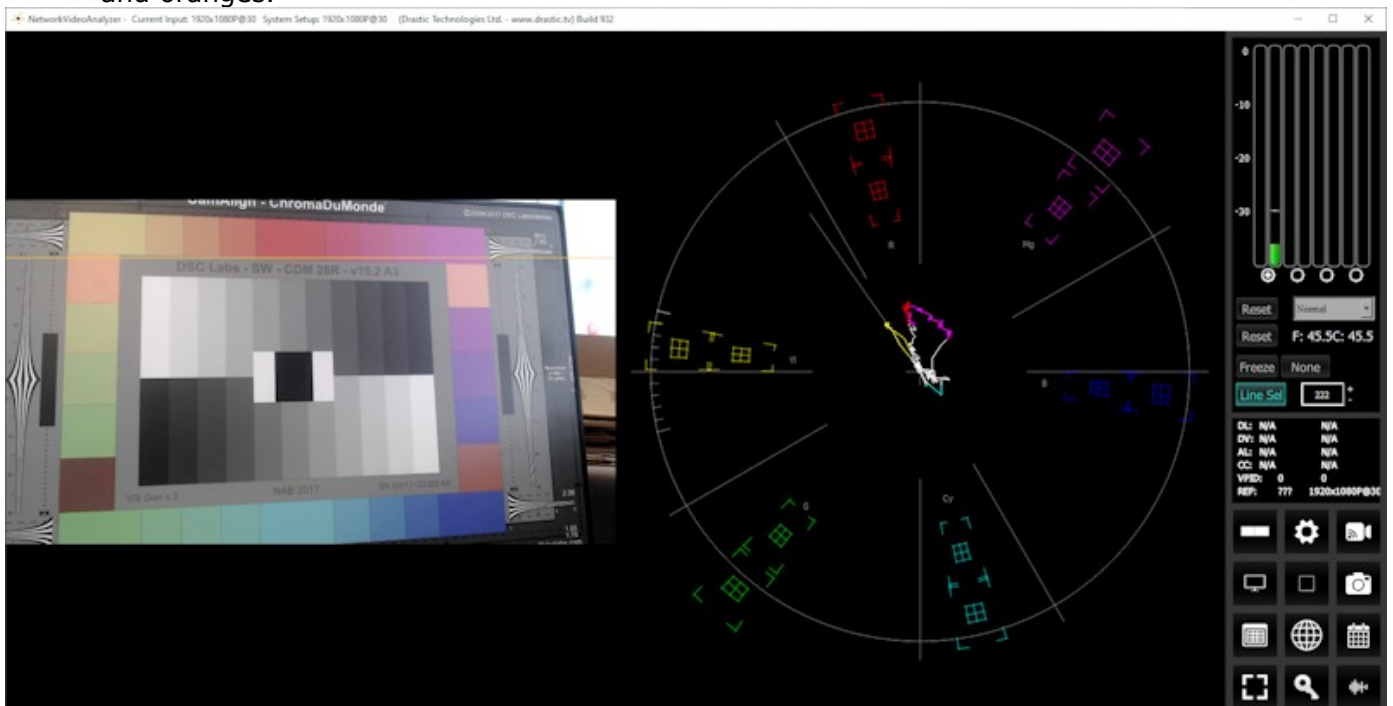 and oranges.
NetworkVideoAnalyzer - Current Input: 1920x1080P@30 System Setup: 1920x1080P@30 (Drastic Technologies Ltd. - www.drastic.tv) Build 932
CamAlign - ChromaDuMonde
DSC Labs - SW - CDM 28R - v15.2 A3
NAB 2017
R
Mg
Yl
B
G
Cy
0
-10
-20
-30
Reset Normal
Reset F: 45.5C: 45.5
Freeze None
Line Sel 222 + -
DL: N/A N/A
DV: N/A N/A
AL: N/A N/A
CC: N/A N/A
VPID: 0 0
REF: ??? 1920x1080P@30